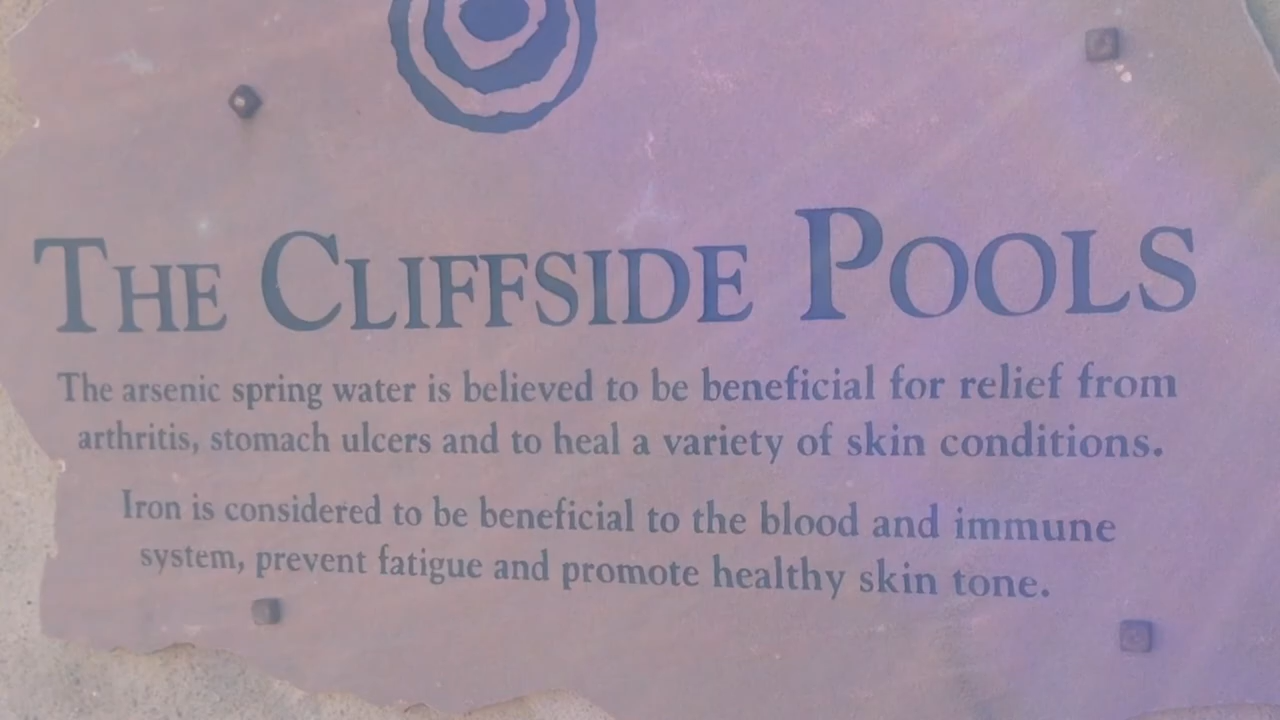 The Cliffside Pools
The arsenic spring water is believed to be beneficial for relief from
arthritis, stomach ulcers and to heal a variety of skin conditions.
Iron is considered to be beneficial to the blood and immune
system, prevent fatigue and promote healthy skin tone.